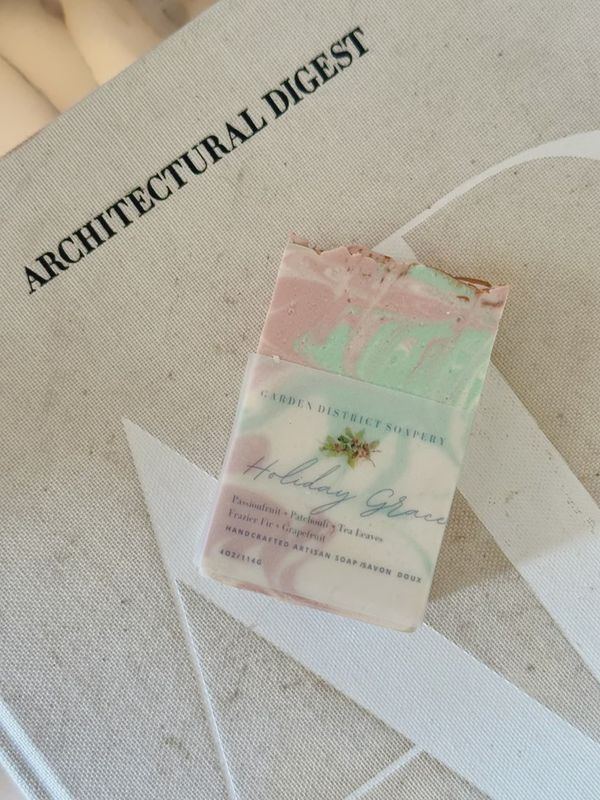 ARCHITECTURAL DIGEST
GARDEN DISTRICT SOAPERY
Holiday Grace
Passionfruit • Patchouli • Tea Leaves
Frazier Fir • Grapefruit
HANDCRAFTED ARTISAN SOAP/SAVON DOUX
4OZ/114G